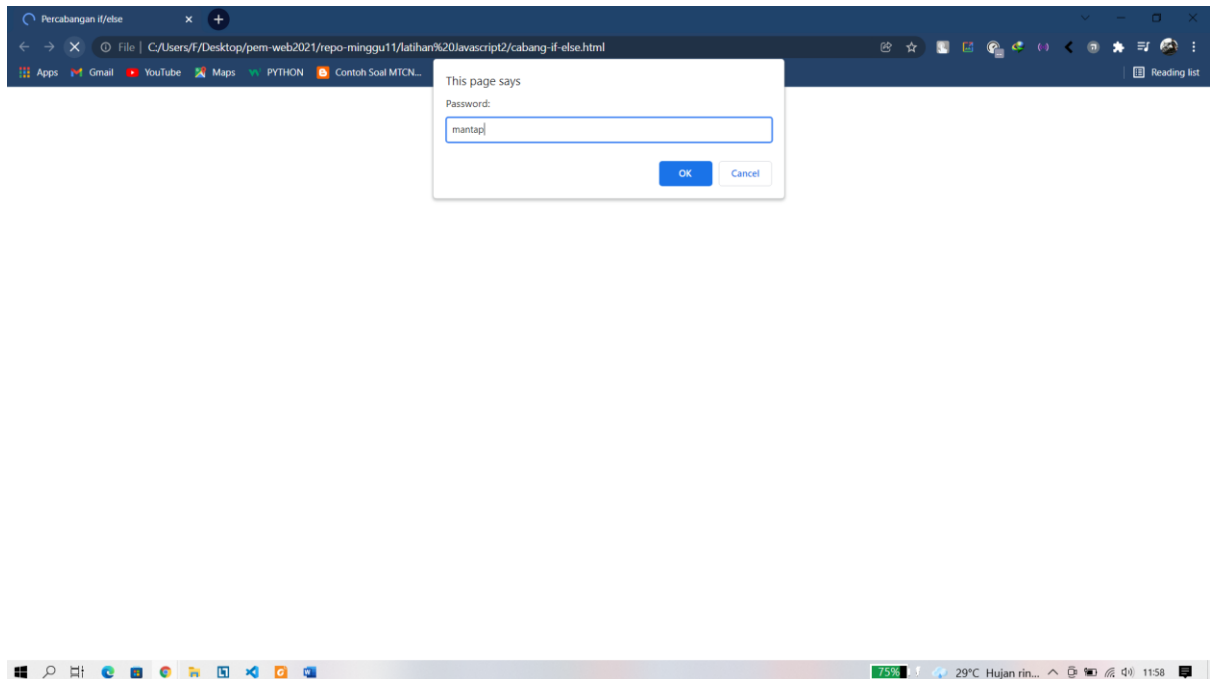 Percabangan if/else
File | C:/Users/F/Desktop/pem-web2021/repo-minggu11/latihan%20Javascript2/cabang-if-else.html
Apps Gmail YouTube Maps PYTHON Contoh Soal MTCN... Reading list
This page says
Password:
mantap
OK Cancel
75% 29°C Hujan rin... 11:58